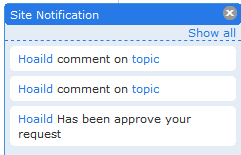 Site Notification
Show all
Hoaild comment on topic
Hoaild comment on topic
Hoaild Has been approve your
request